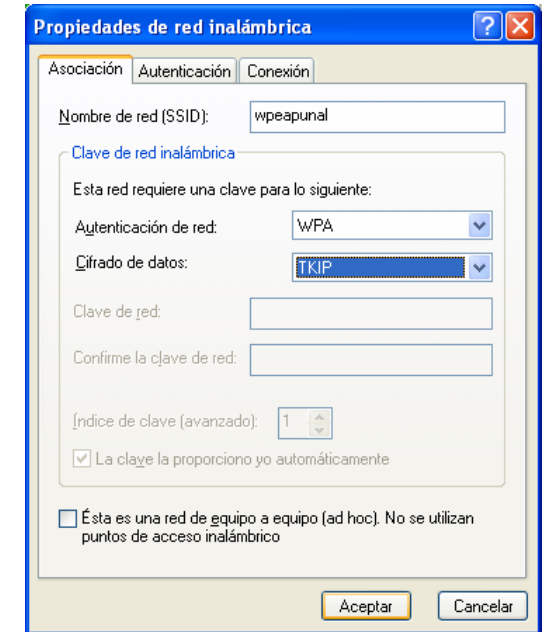 Propiedades de red inalámbrica
Asociación Autenticación Conexión
Nombre de red (SSID): wpeapunal
Clave de red inalámbrica
Esta red requiere una clave para lo siguiente:
Autenticación de red: WPA
Cifrado de datos: TKIP
Clave de red:
Confirme la clave de red:
Índice de clave (avanzado): 1
La clave la proporciono yo automáticamente
Ésta es una red de equipo a equipo (ad hoc). No se utilizan
puntos de acceso inalámbrico
Aceptar Cancelar